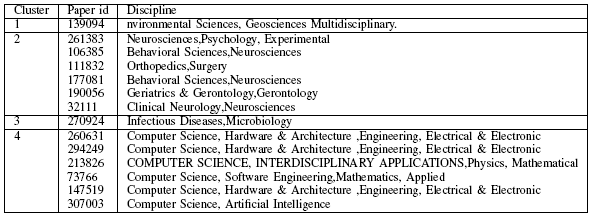 Cluster Paper id Discipline
1 139094 nvironmental Sciences, Geosciences Multidisciplinary.
2 261383 Neurosciences,Psychology, Experimental
106385 Behavioral Sciences,Neurosciences
111832 Orthopedics,Surgery
177081 Behavioral Sciences,Neurosciences
190056 Geriatrics & Gerontology,Gerontology
32111 Clinical Neurology,Neurosciences
3 270924 Infectious Diseases,Microbiology
4 260631 Computer Science, Hardware & Architecture ,Engineering, Electrical & Electronic
294249 Computer Science, Hardware & Architecture ,Engineering, Electrical & Electronic
213826 COMPUTER SCIENCE, INTERDISCIPLINARY APPLICATIONS,Physics, Mathematical
73766 Computer Science, Software Engineering,Mathematics, Applied
147519 Computer Science, Hardware & Architecture ,Engineering, Electrical & Electronic
307003 Computer Science, Artificial Intelligence